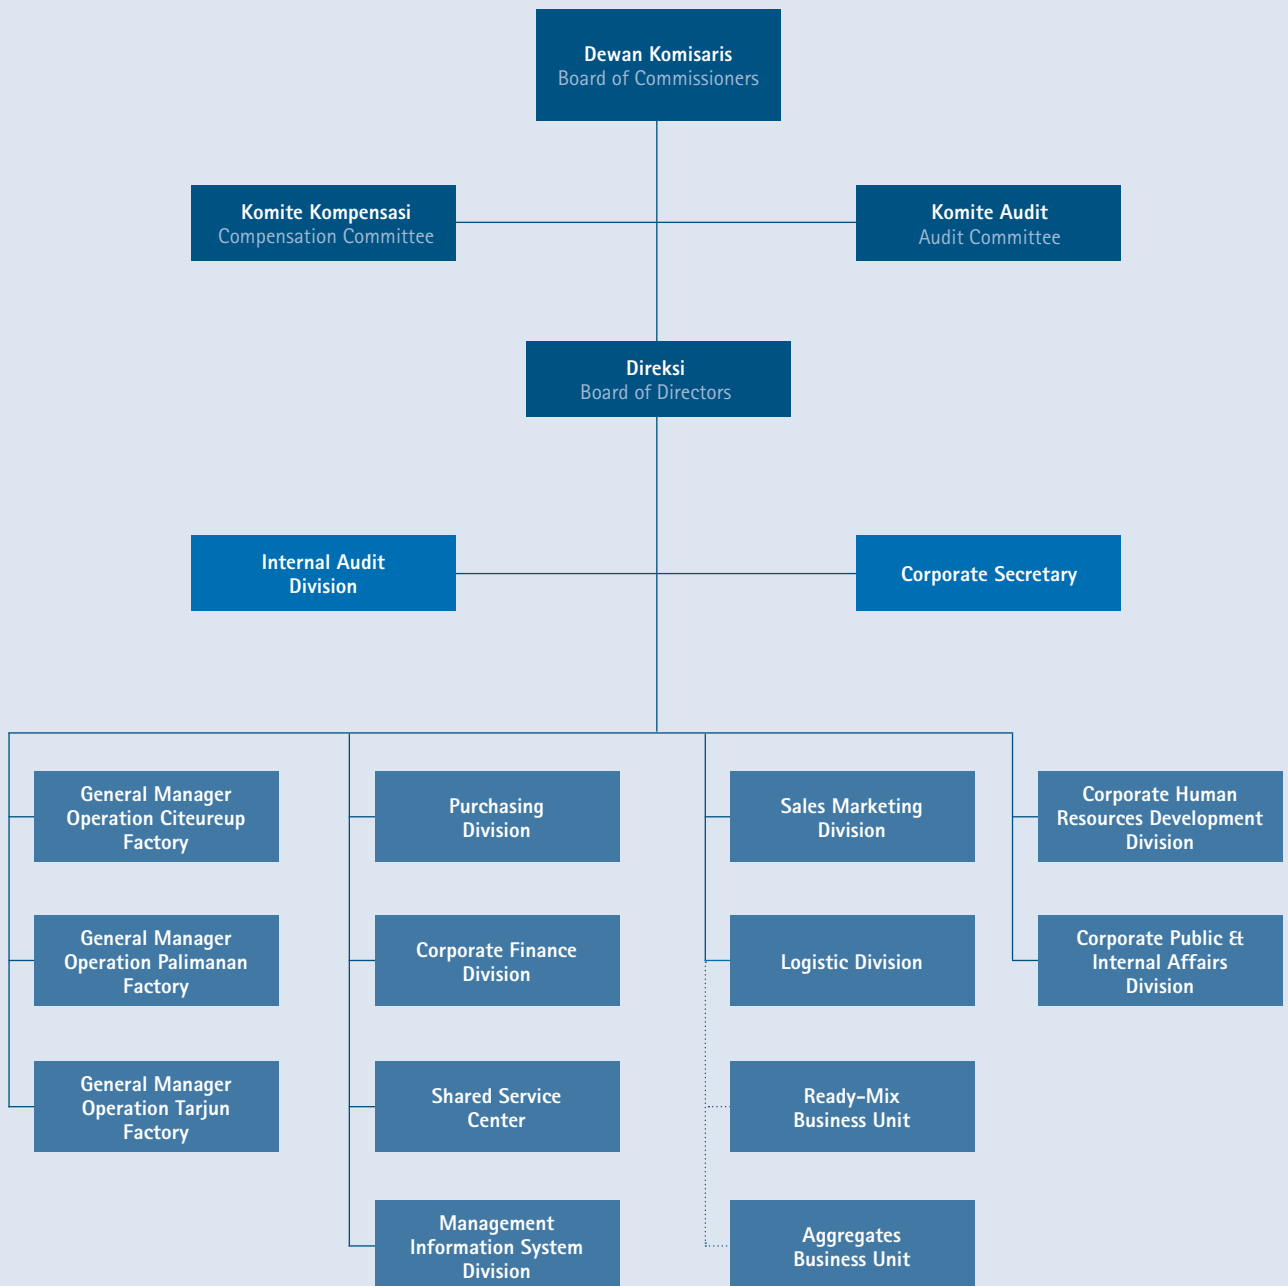 Dewan Komisaris
Board of Commissioners
Komite Kompensasi
Compensation Committee
Komite Audit
Audit Committee
Direksi
Board of Directors
Internal Audit
Division
Corporate Secretary
General Manager
Operation Citeureup
Factory
Purchasing
Division
Sales Marketing
Division
Corporate Human
Resources Development
Division
General Manager
Operation Palimanan
Factory
Corporate Finance
Division
Logistic Division
Corporate Public &
Internal Affairs
Division
General Manager
Operation Tarjun
Factory
Shared Service
Center
Ready-Mix
Business Unit
Management
Information System
Division
Aggregates
Business Unit